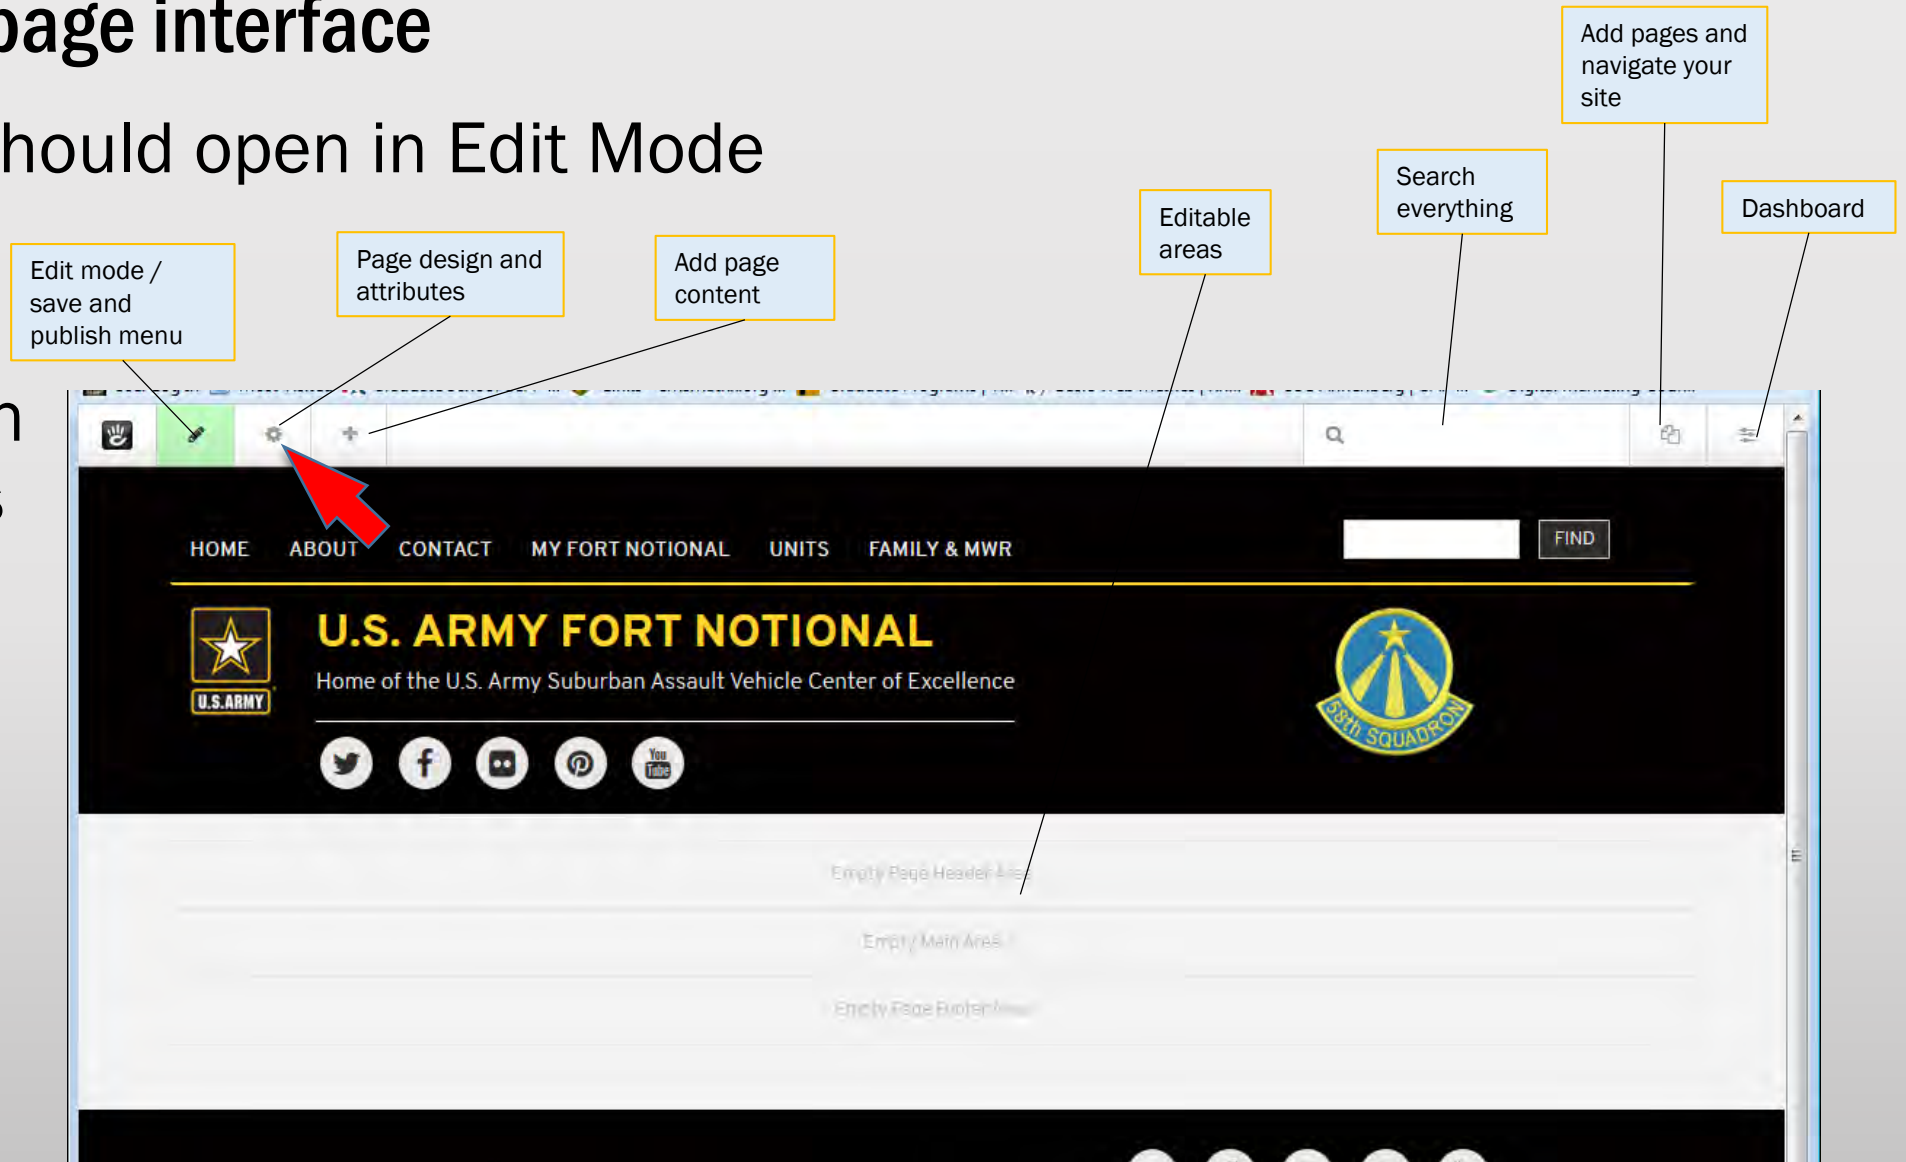 page interface
hould open in Edit Mode
Add pages and
navigate your
site
Search
everything
Dashboard
Editable
areas
Edit mode /
save and
publish menu
Page design and
attributes
Add page
content
n
s
HOME ABOUT CONTACT MY FORT NOTIONAL UNITS FAMILY & MWR
FIND
U.S. ARMY FORT NOTIONAL
Home of the U.S. Army Suburban Assault Vehicle Center of Excellence
U.S.ARMY
58th SQUADRON
You
Tube
Empty Page Header Area
Empty Main Area
Empty Page Footer Area